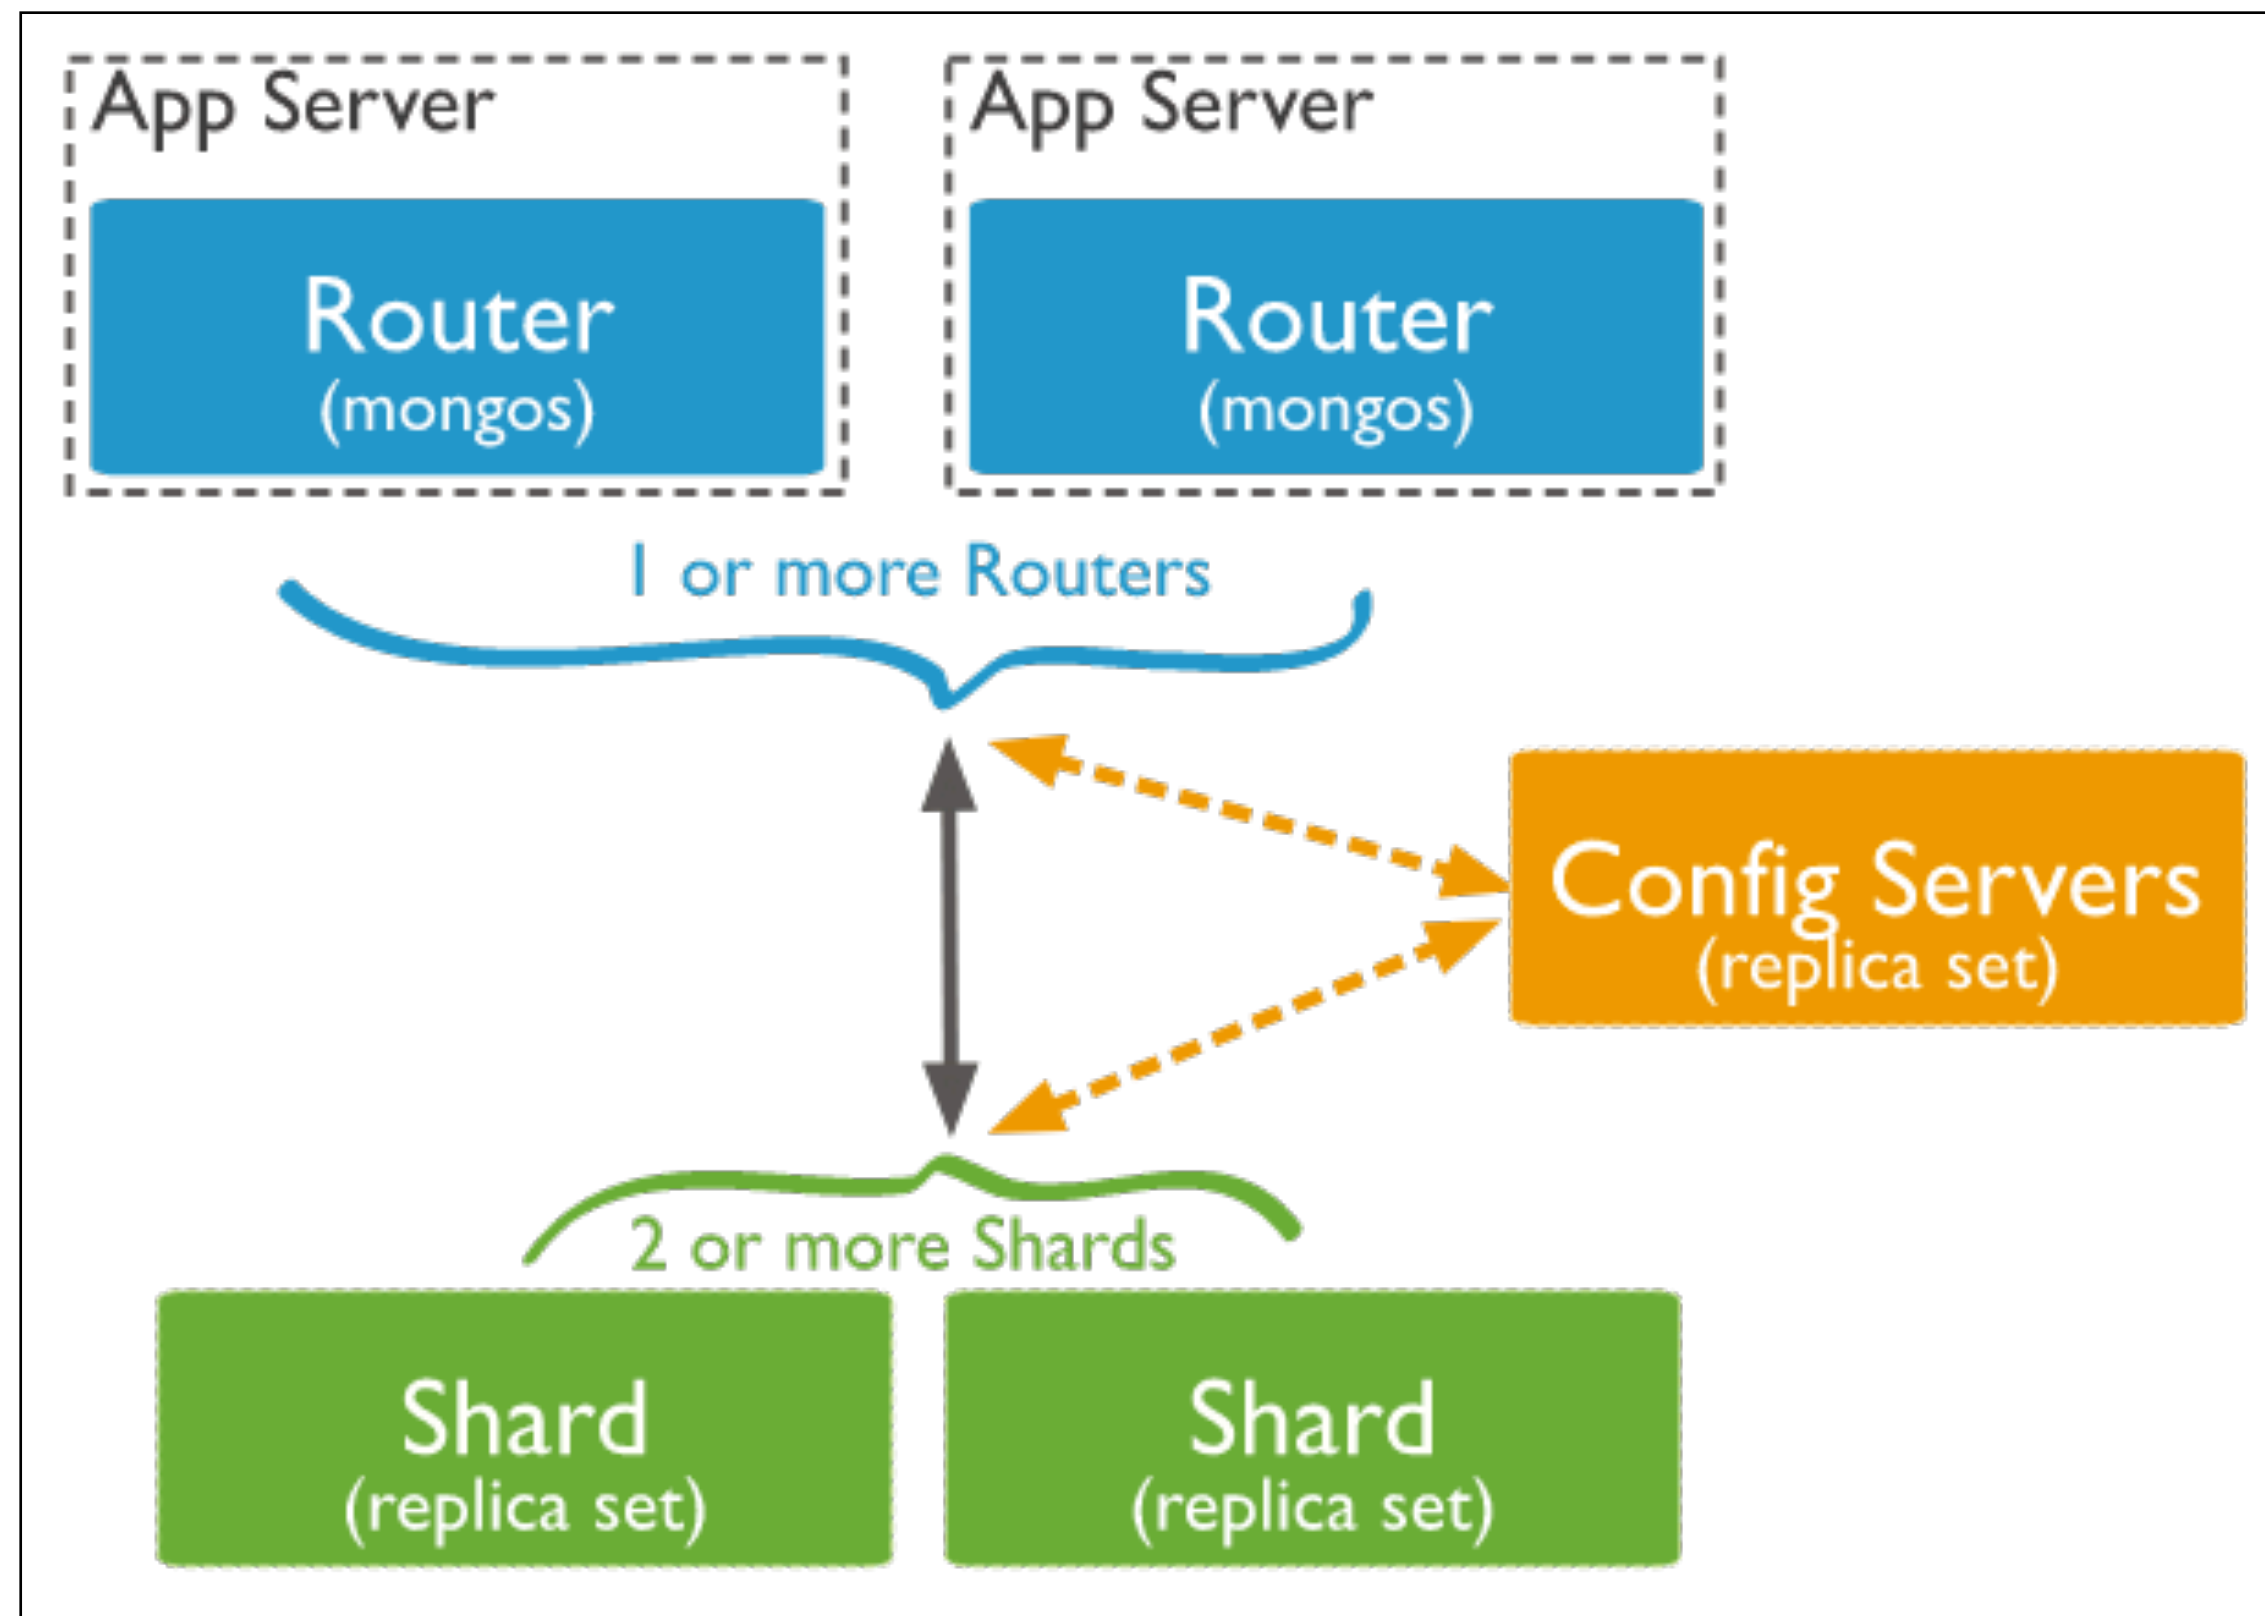 App Server
Router
(mongos)
App Server
Router
(mongos)
1 or more Routers
Config Servers
(replica set)
2 or more Shards
Shard
(replica set)
Shard
(replica set)